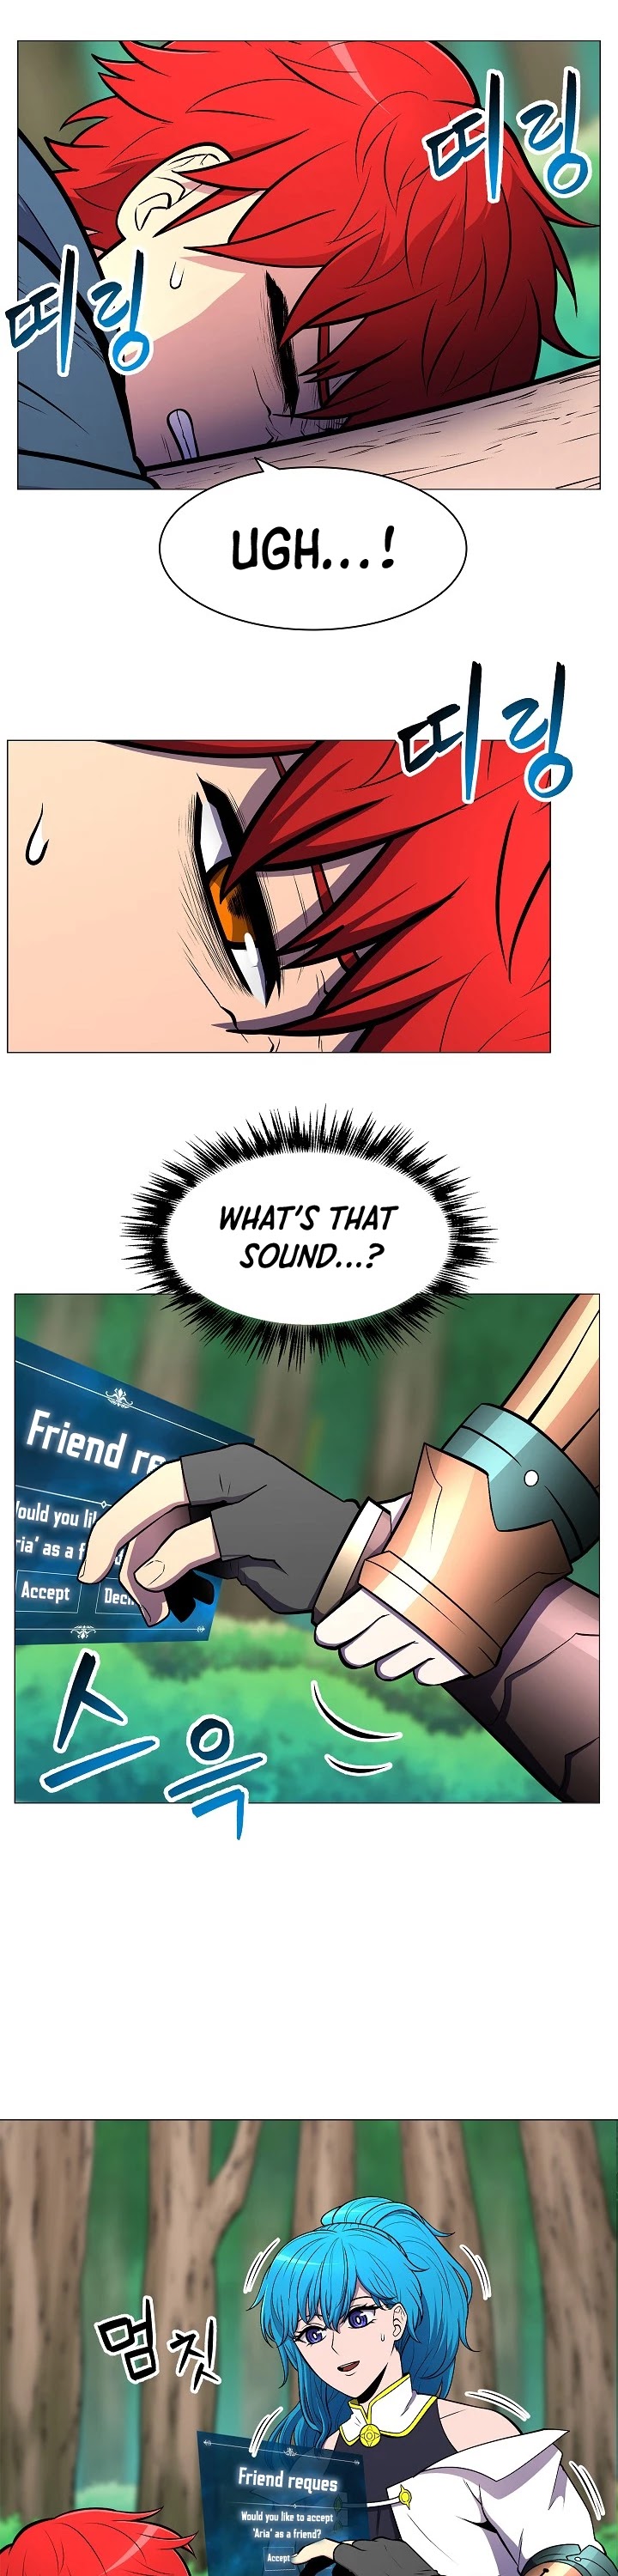 띠링
띠링
UGH...!
띠링
WHAT'S THAT
SOUND...?
Friend re
ould you li
ria' as a f
Accept
Decl
스윽
멈칫
Friend reques
Would you like to accept
'Aria' as a friend?
Accept